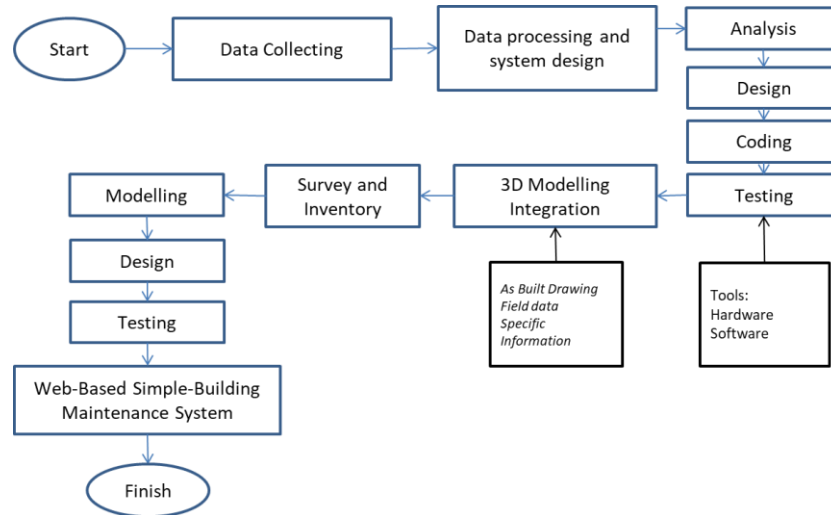 Start
Data Collecting
Data processing and
system design
Analysis
Design
Coding
Testing
3D Modelling
Integration
Survey and
Inventory
Modelling
Design
Testing
Web-Based Simple-Building
Maintenance System
Finish
As Built Drawing
Field data
Specific
Information
Tools:
Hardware
Software